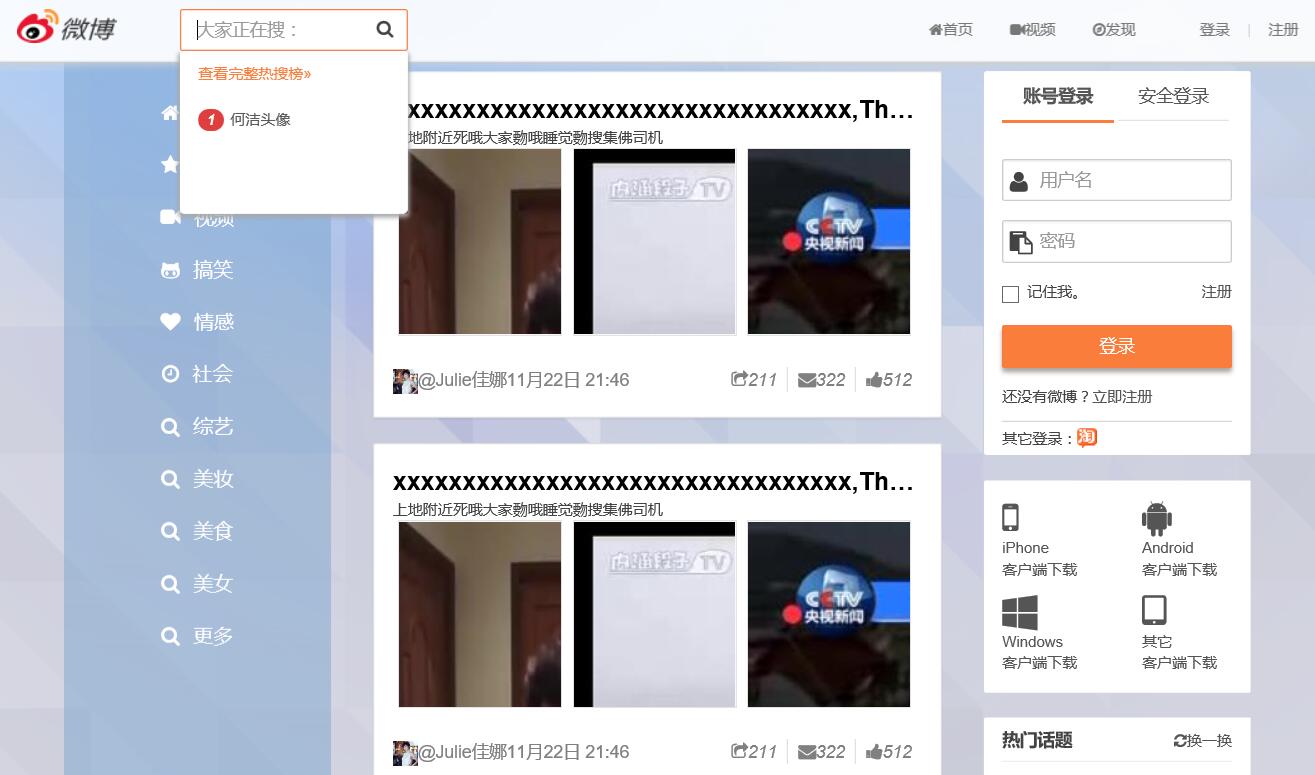 微博
大家正在搜：
首页
视频
发现
登录
注册
查看完整热搜榜»
1 何洁头像
视频
搞笑
情感
社会
综艺
美妆
美食
美女
更多
xxxxxxxxxxxxxxxxxxxxxxxxxxxxxxxx,Th...
地附近死哦大家勠哦睡觉勠搜集佛司机
内涵段子TV
CCTV
央视新闻
@Julie佳娜11月22日 21:46
211
322
512
xxxxxxxxxxxxxxxxxxxxxxxxxxxxxxxxx,Th...
上地附近死哦大家勠哦睡觉勠搜集佛司机
内涵段子TV
CCTV
央视新闻
@Julie佳娜11月22日 21:46
211
322
512
账号登录
安全登录
用户名
密码
记住我。
注册
登录
还没有微博？立即注册
其它登录：淘
iPhone
客户端下载
Android
客户端下载
Windows
客户端下载
其它
客户端下载
热门话题
换一换